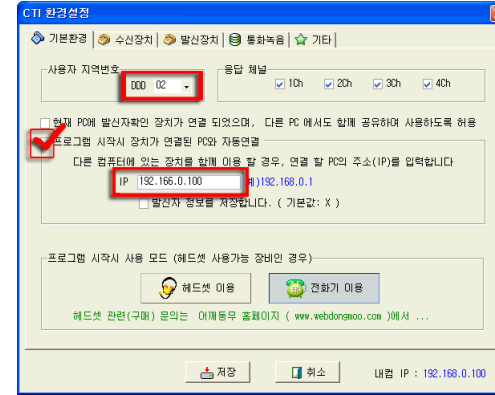 CTI 환경설정
기본환경 수신장치 발신장치 통화녹음 기타
사용자 지역번호 응답 채널
DDD 02 1Ch 2Ch 3Ch 4Ch
현재 PC에 발신자확인 장치가 연결 되었으며, 다른 PC 에서도 함께 공유하며 사용하도록 허용
프로그램 시작시 장치가 연결된 PC와 자동연결
다른 컴퓨터에 있는 장치를 함께 이용 할 경우, 연결 할 PC의 주소(IP)를 입력합니다
IP 192.166.0.100 예)192.168.0.1
발신자 정보를 저장합니다. ( 기본값: X )
프로그램 시작시 사용 모드 (헤드셋 사용가능 장비인 경우)
헤드셋 이용 전화기 이용
헤드셋 관련(구매) 문의는 어깨동무 홈페이지 ( www.webdongmoo.com )에서 ...
저장 취소 내컴 IP : 192.168.0.100